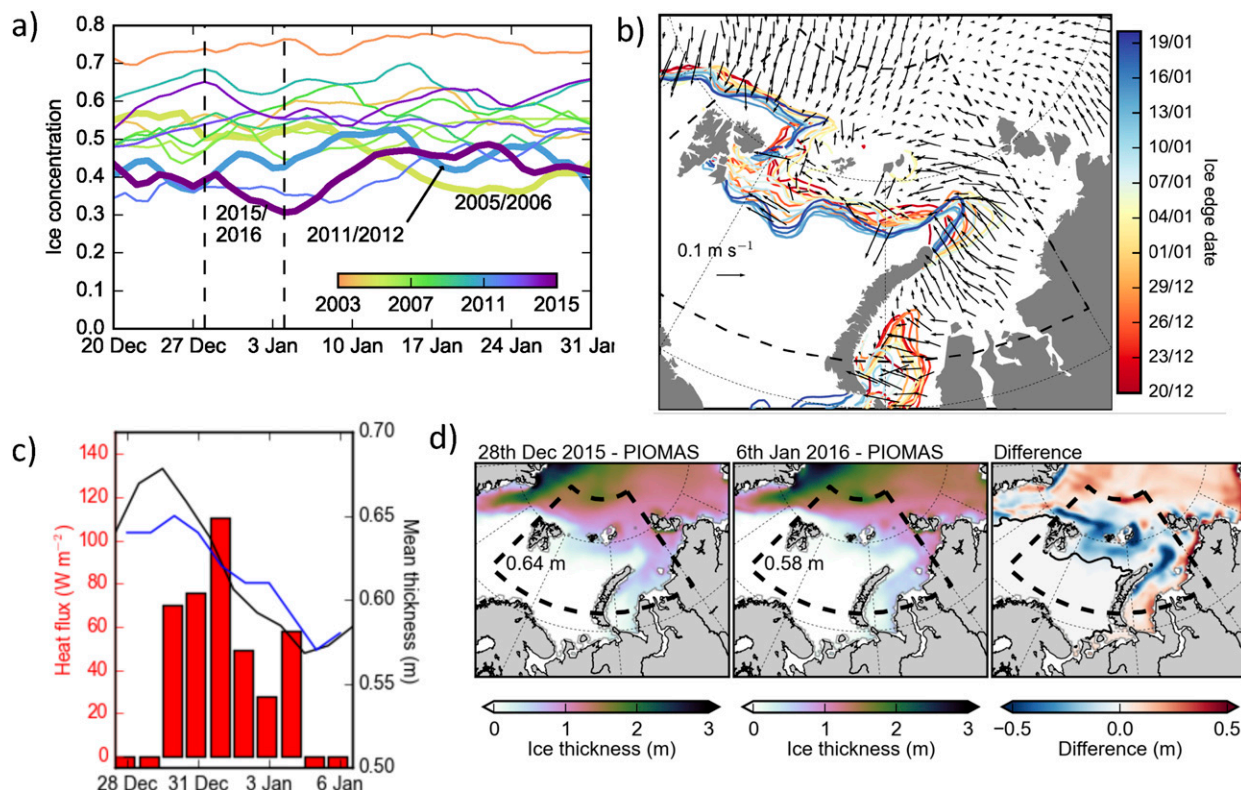 a)
0.8
0.7
0.6
0.5
0.4
0.3
0.2
0.1
0.0
Ice concentration
2015/
2016
2011/2012
2005/2006
2003 2007 2011 2015
20 Dec 27 Dec 3 Jan 10 Jan 17 Jan 24 Jan 31 Jan
b)
0.1 m s⁻¹
19/01
16/01
13/01
10/01
07/01
04/01
01/01
29/12
26/12
23/12
20/12
Ice edge date
c)
140
120
100
80
60
40
20
0
Heat flux (W m⁻²)
0.70
0.65
0.60
0.55
0.50
Mean thickness (m)
28 Dec 31 Dec 3 Jan 6 Jan
d)
28th Dec 2015 - PIOMAS
6th Jan 2016 - PIOMAS
Difference
0.64 m
0.58 m
0 1 2 3
Ice thickness (m)
0 1 2 3
Ice thickness (m)
−0.5 0.0 0.5
Difference (m)